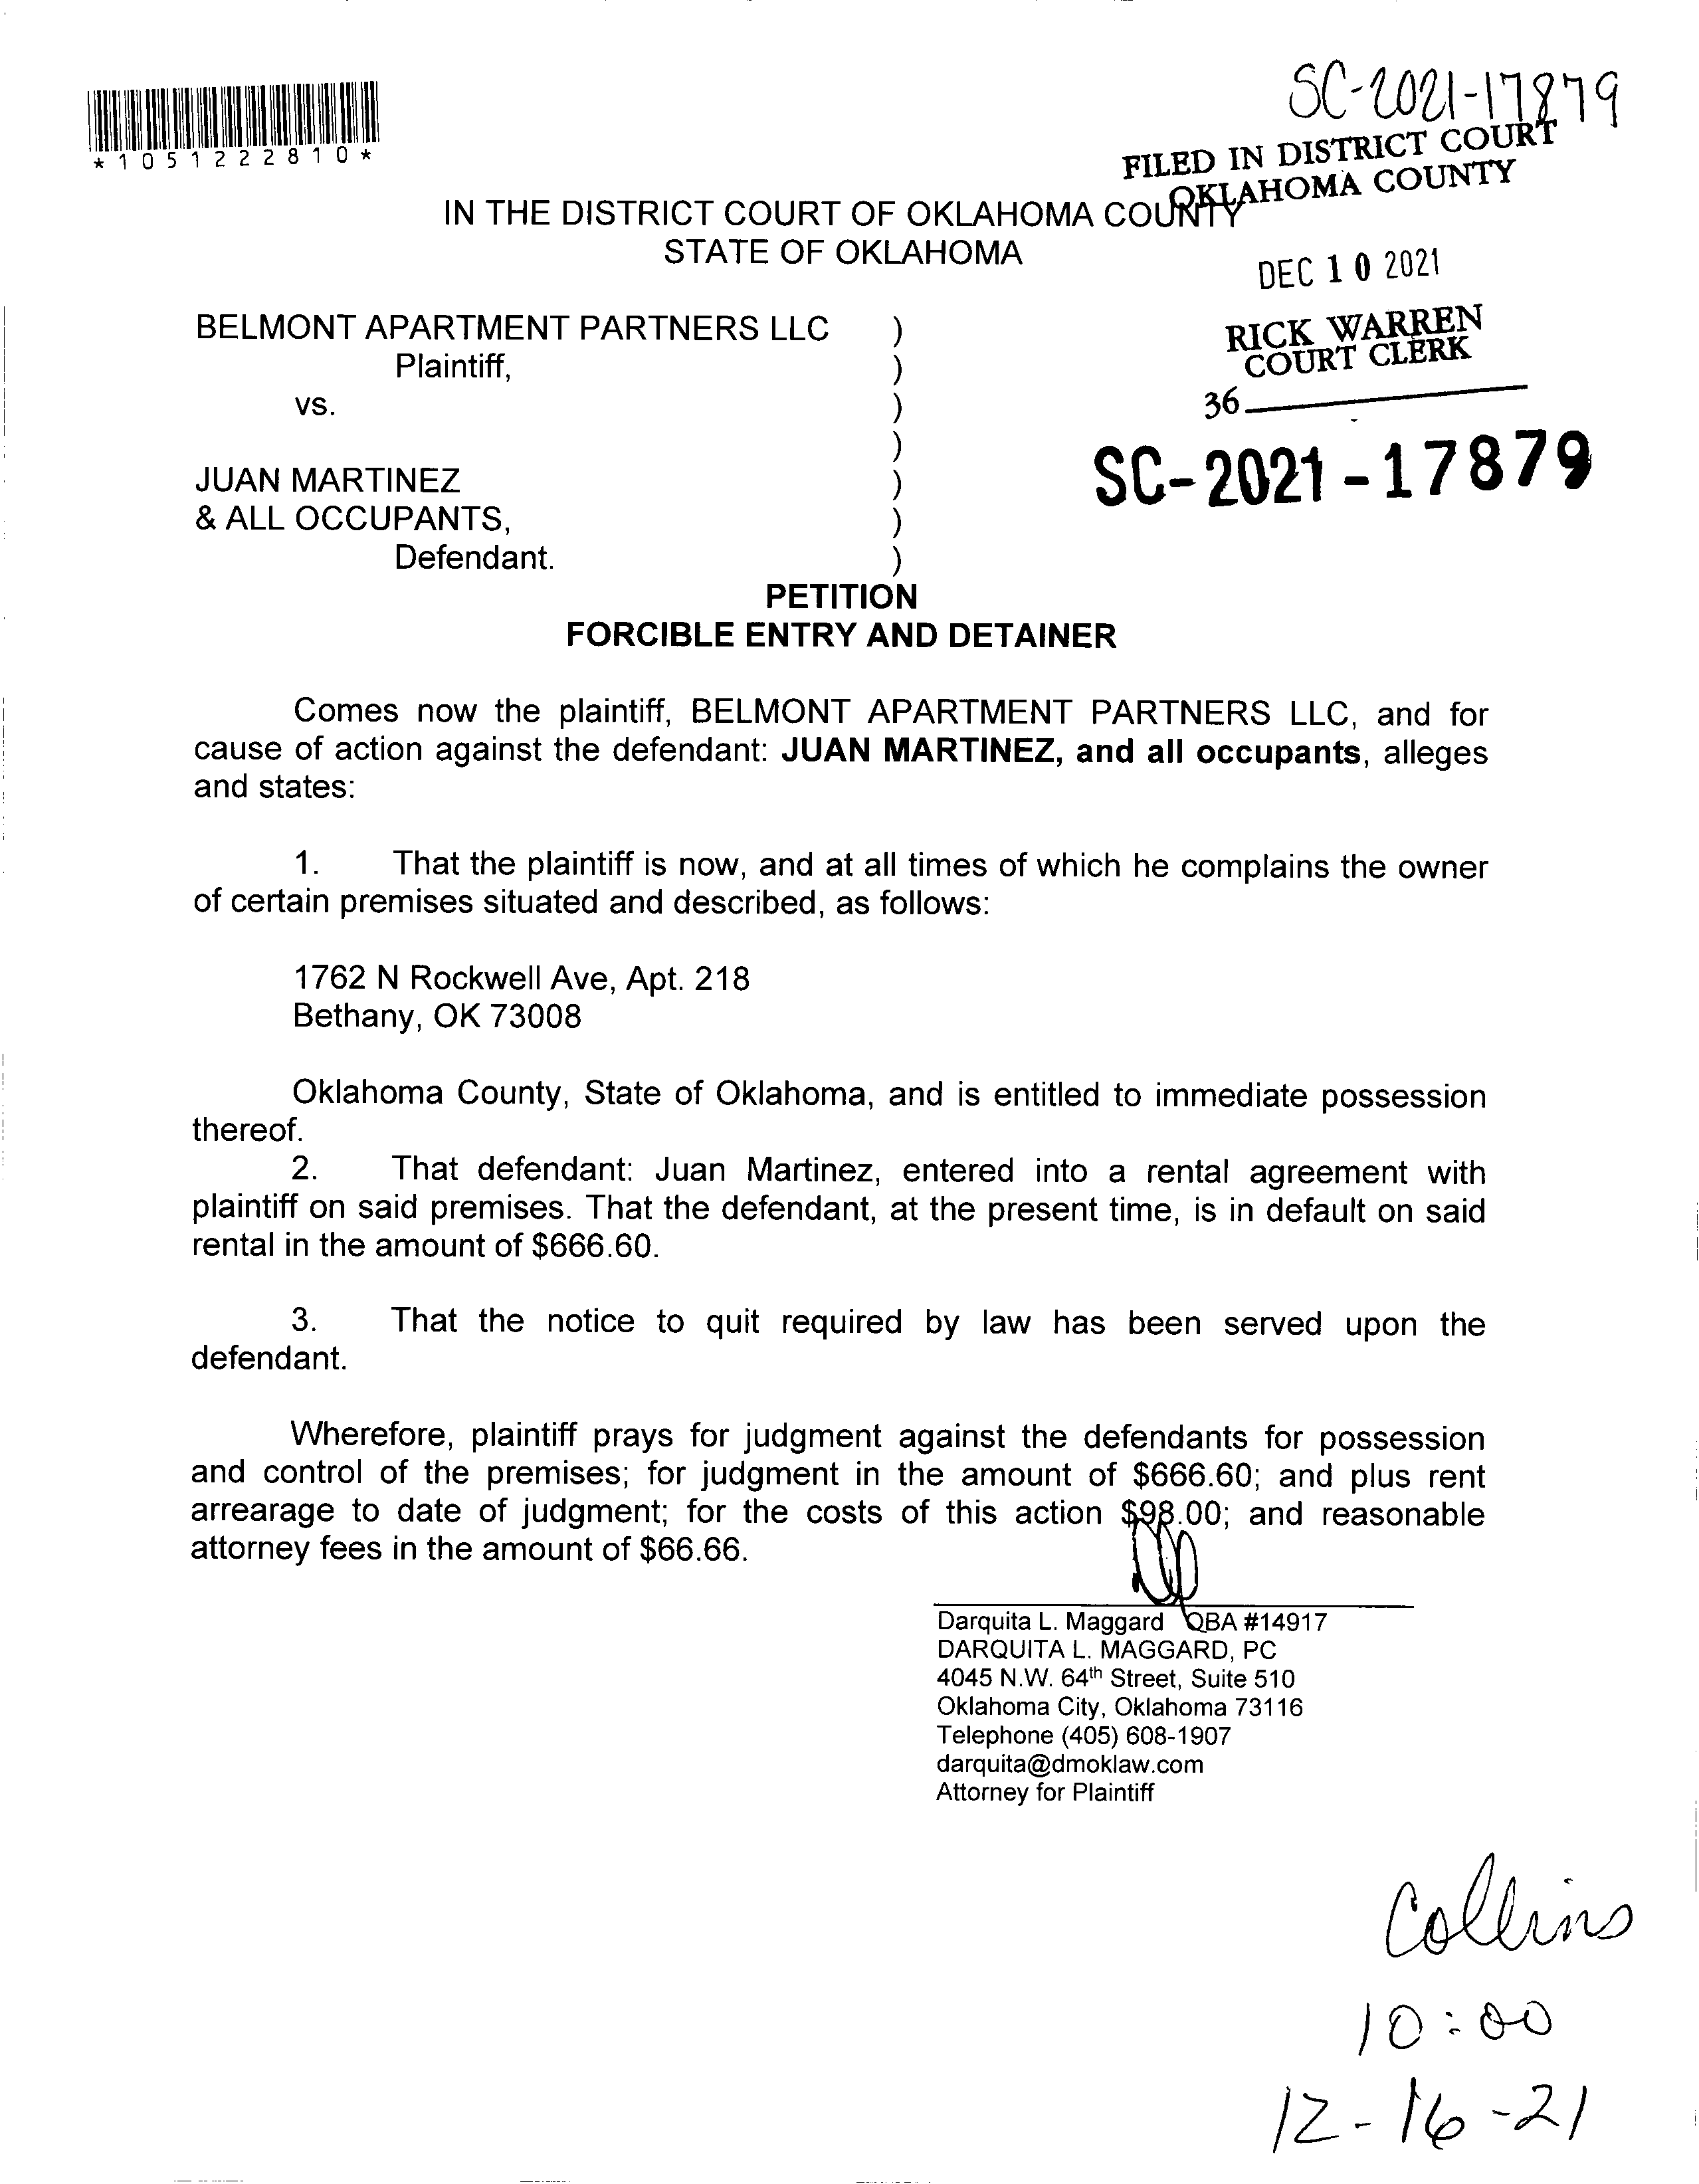 SC-2021-17879
*1051222810*
FILED IN DISTRICT COURT
OKLAHOMA COUNTY
IN THE DISTRICT COURT OF OKLAHOMA COUNTY
STATE OF OKLAHOMA
DEC 10 2021
BELMONT APARTMENT PARTNERS LLC )
Plaintiff, )
vs. )
)
JUAN MARTINEZ )
& ALL OCCUPANTS, )
Defendant. )
RICK WARREN
COURT CLERK
36
SC-2021-17879
PETITION
FORCIBLE ENTRY AND DETAINER
Comes now the plaintiff, BELMONT APARTMENT PARTNERS LLC, and for
cause of action against the defendant: JUAN MARTINEZ, and all occupants, alleges
and states:
1. That the plaintiff is now, and at all times of which he complains the owner
of certain premises situated and described, as follows:
1762 N Rockwell Ave, Apt. 218
Bethany, OK 73008
Oklahoma County, State of Oklahoma, and is entitled to immediate possession
thereof.
2. That defendant: Juan Martinez, entered into a rental agreement with
plaintiff on said premises. That the defendant, at the present time, is in default on said
rental in the amount of $666.60.
3. That the notice to quit required by law has been served upon the
defendant.
Wherefore, plaintiff prays for judgment against the defendants for possession
and control of the premises; for judgment in the amount of $666.60; and plus rent
arrearage to date of judgment; for the costs of this action $98.00; and reasonable
attorney fees in the amount of $66.66.
Darquita L. Maggard OBA #14917
DARQUITA L. MAGGARD, PC
4045 N.W. 64th Street, Suite 510
Oklahoma City, Oklahoma 73116
Telephone (405) 608-1907
darquita@dmoklaw.com
Attorney for Plaintiff
Collins
10:00
12-16-21